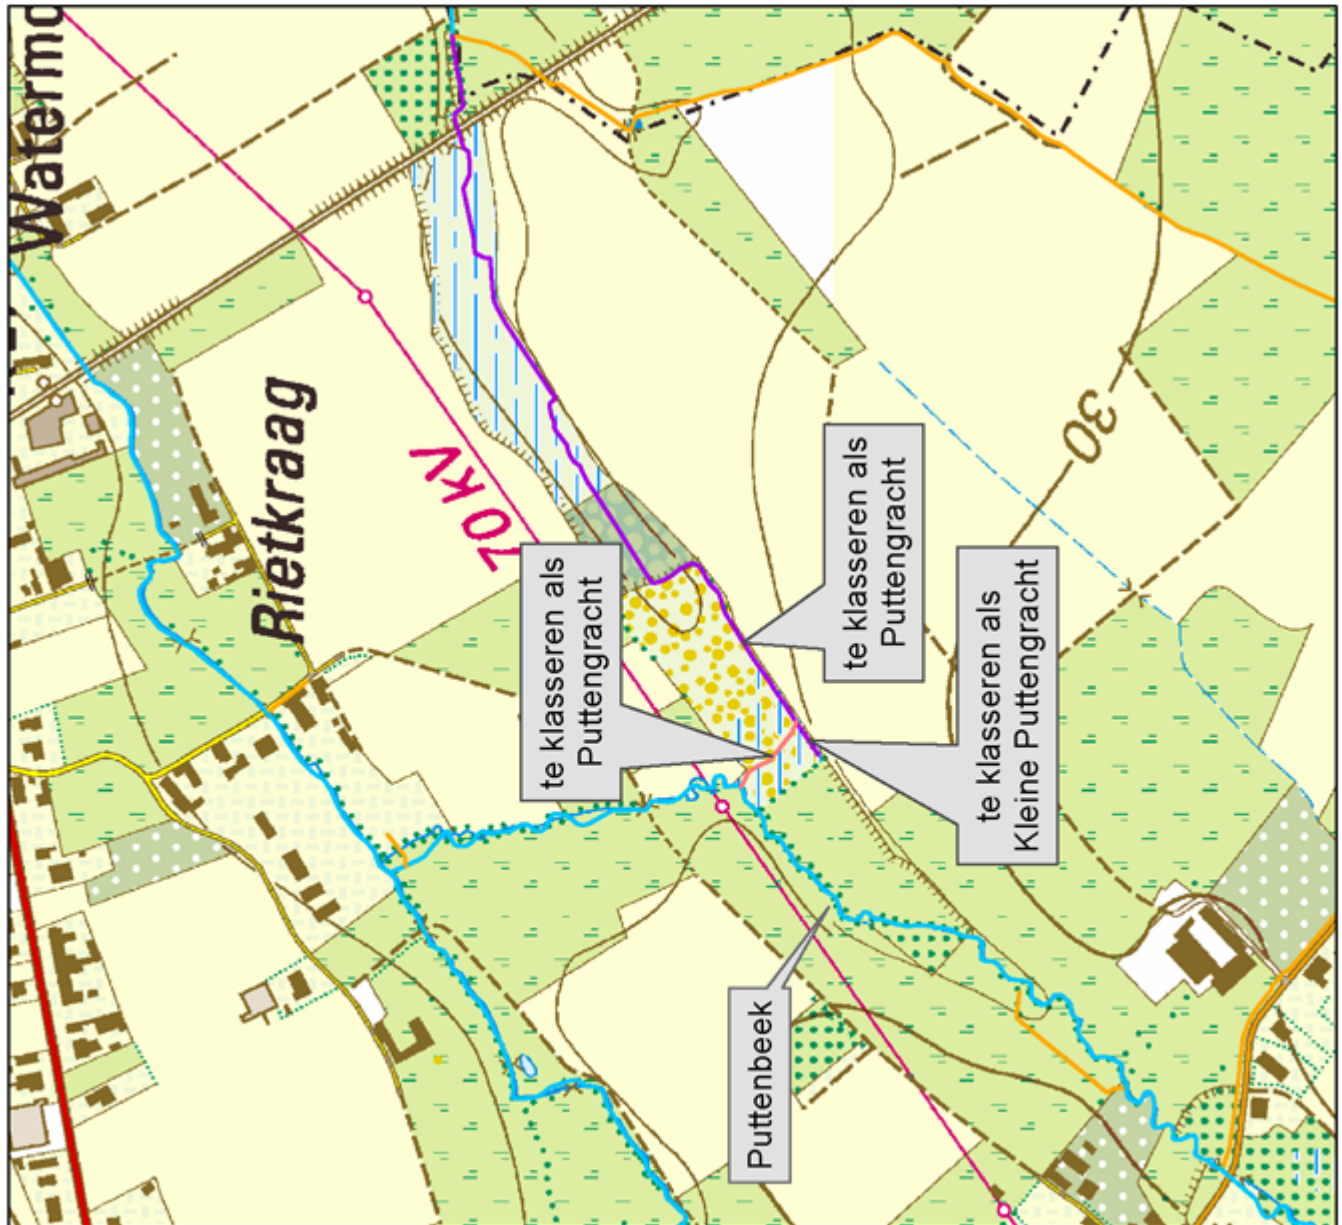 Watermo
Rietkraag
70 kV
30
te klasseren als
Puttengracht
te klasseren als
Puttengracht
te klasseren als
Kleine Puttengracht
Puttenbeek